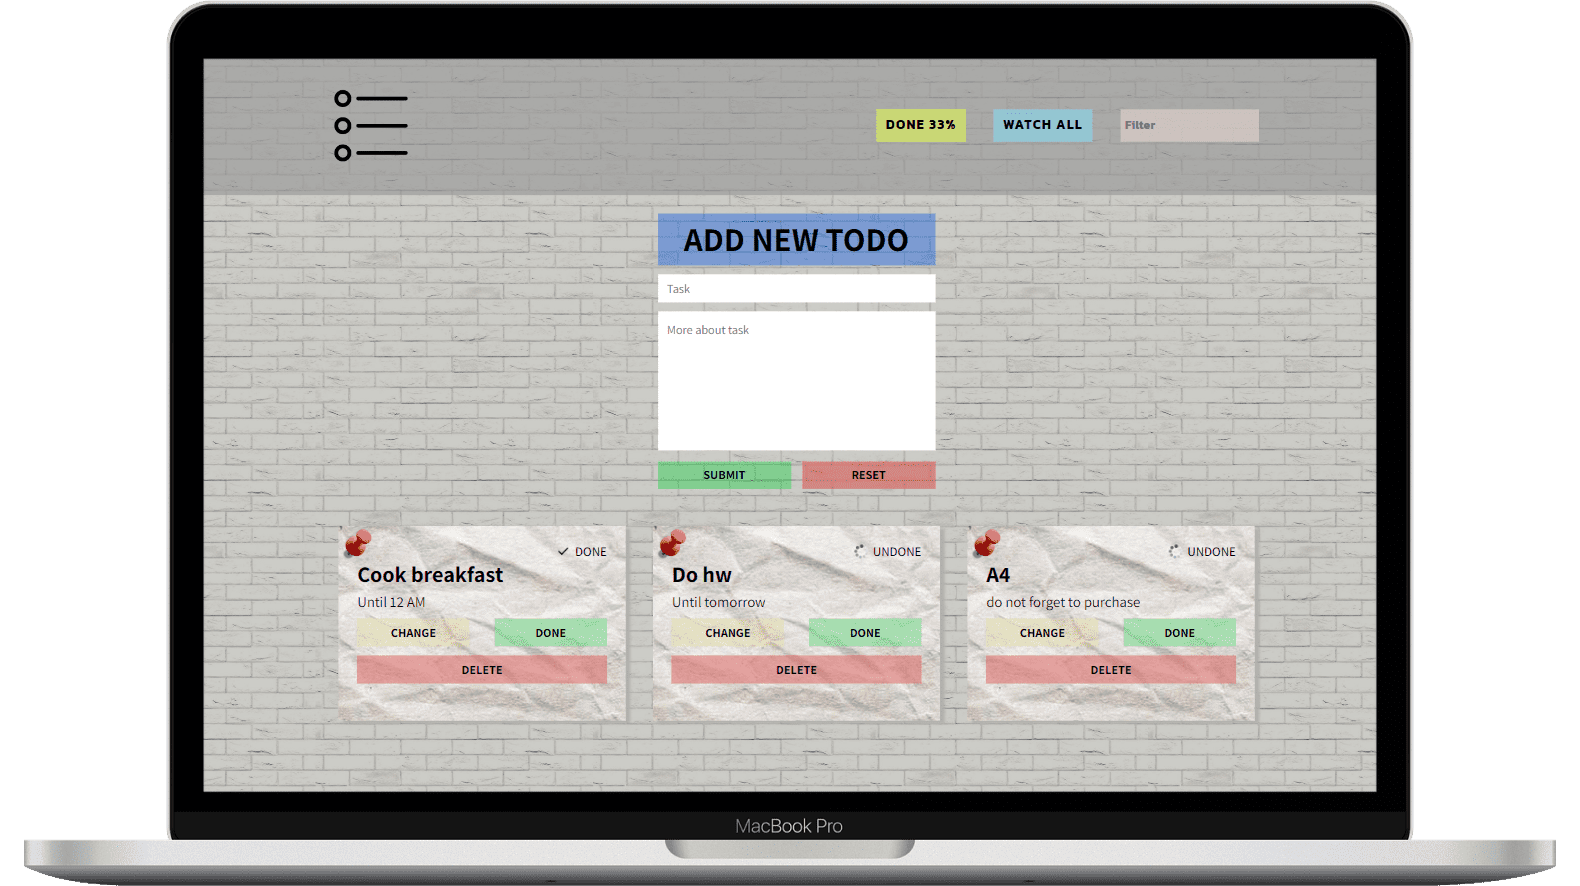 DONE 33%
WATCH ALL
Filter
ADD NEW TODO
Task
More about task
SUBMIT
RESET
DONE
Cook breakfast
Until 12 AM
CHANGE
DONE
DELETE
UNDONE
Do hw
Until tomorrow
CHANGE
DONE
DELETE
UNDONE
A4
do not forget to purchase
CHANGE
DONE
DELETE
MacBook Pro